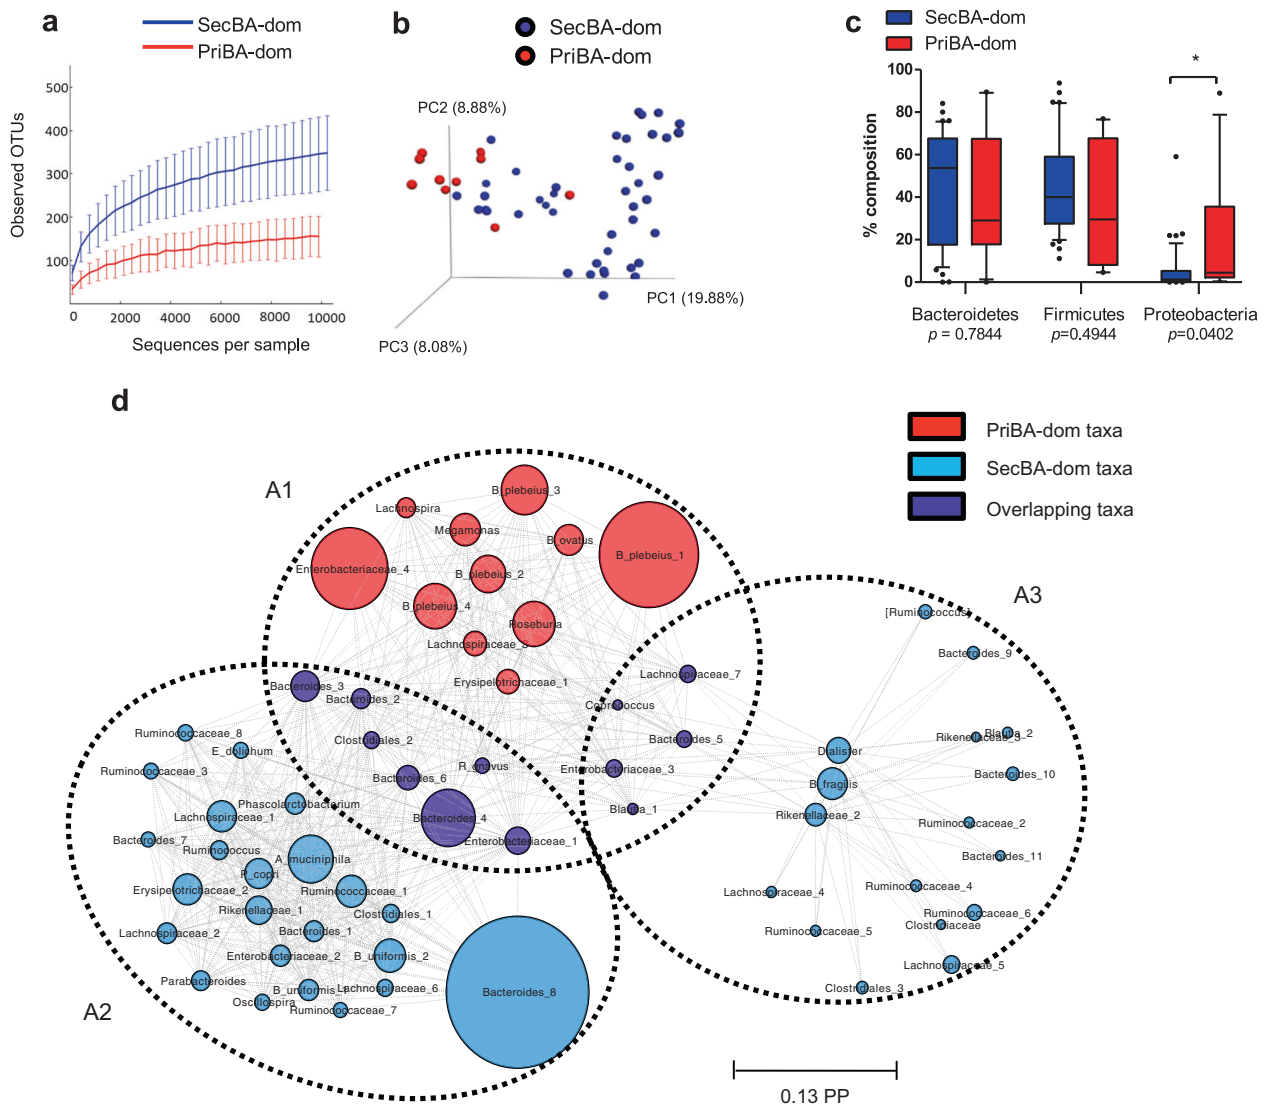 a
SecBA-dom
PriBA-dom
Observed OTUs
500
400
300
200
100
0
2000
4000
6000
8000
10000
Sequences per sample
b
SecBA-dom
PriBA-dom
PC2 (8.88%)
PC1 (19.88%)
PC3 (8.08%)
c
SecBA-dom
PriBA-dom
% composition
100
80
60
40
20
0
*
Bacteroidetes
Firmicutes
Proteobacteria
p = 0.7844
p=0.4944
p=0.0402
d
PriBA-dom taxa
SecBA-dom taxa
Overlapping taxa
A1
B_plebeius_3
Lachnospira
Megamonas
B_ovatus
B_plebeius_1
Enterobacteriaceae_4
B_plebeius_2
B_plebeius_4
Roseburia
Erysipelotrichaceae_1
Bacteroides_3
Bacteroides_2
Clostridiales_2
Bacteroides_6
R_gnavus
Bacteroides_4
Enterobacteriaceae_1
Lachnospiraceae_7
Coprococcus
Bacteroides_5
Enterobacteriaceae_3
Blautia_1
A3
[Ruminococcus]
Bacteroides_9
Blautia_2
Rikenellaceae_3
Dialister
Bacteroides_10
B_fragilis
Rikenellaceae_2
Ruminococcaceae_2
Bacteroides_11
Lachnospiraceae_4
Ruminococcaceae_4
Ruminococcaceae_6
Clostridiaceae
Ruminococcaceae_5
Lachnospiraceae_5
Clostridiales_3
Ruminococcaceae_8
E_dolichum
Ruminococcaceae_3
Phascolarctobacterium
Lachnospiraceae_1
Bacteroides_7
Ruminococcus
A_muciniphila
P_copri
Erysipelotrichaceae_2
Ruminococcaceae_1
Rikenellaceae_1
Clostridiales_1
Lachnospiraceae_2
Bacteroides_1
Enterobacteriaceae_2
B_uniformis_2
Parabacteroides
B_uniformis_1
Lachnospiraceae_6
Oscillospira
Ruminococcaceae_7
Bacteroides_8
A2
0.13 PP